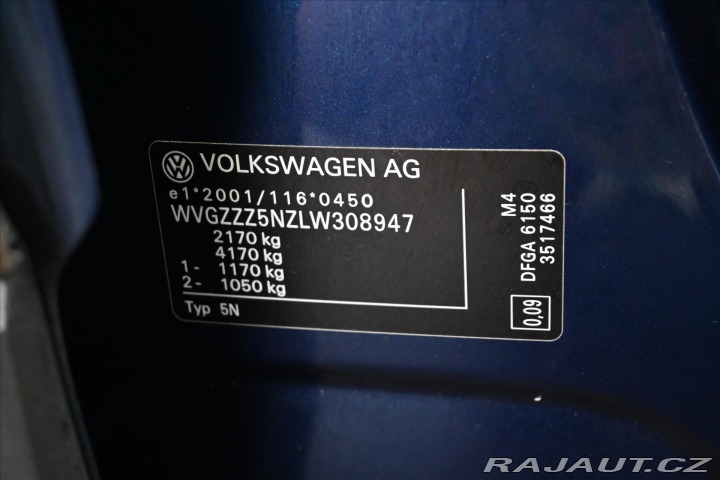 VOLKSWAGEN AG
e1*2001/116*0450
WVGZZZ5NZLW308947
2170 kg
4170 kg
1- 1170 kg
2- 1050 kg
Typ 5N
M4
DFGA 6150
3517466
0,09
RAJAUT.CZ